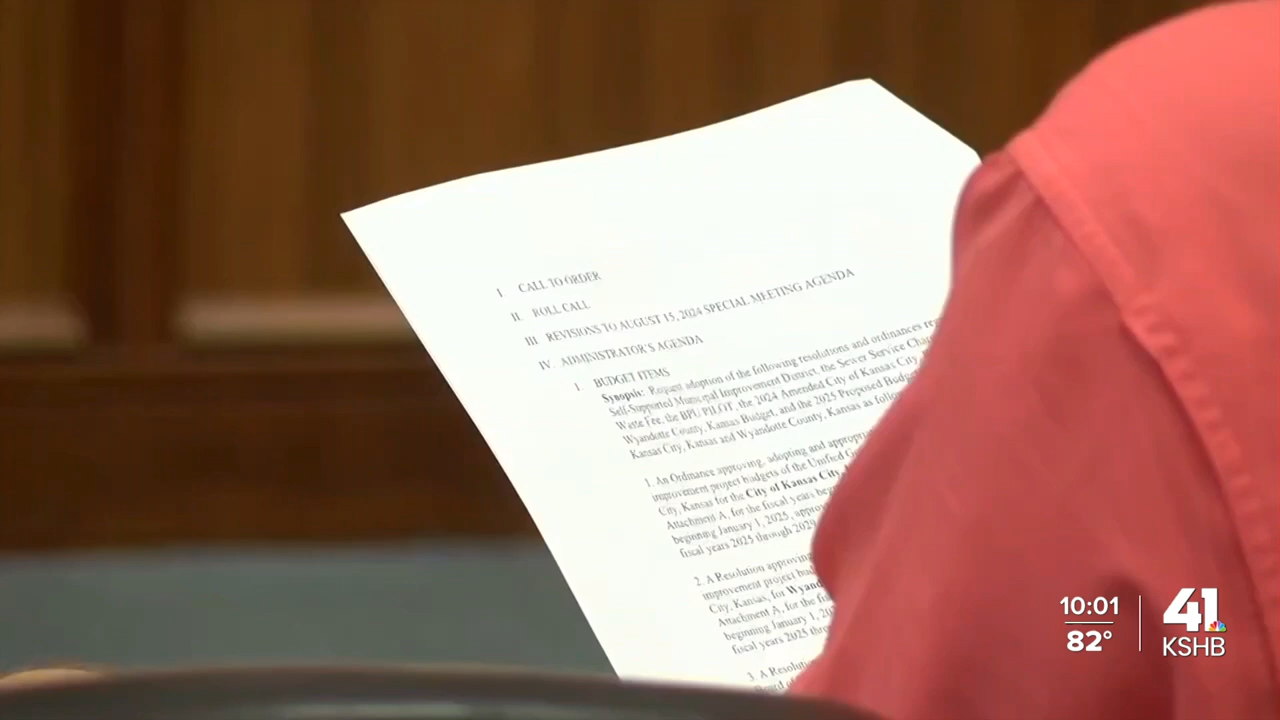 I. CALL TO ORDER
II. ROLL CALL
III REVISIONS TO AUGUST 15, 2024 SPECIAL MEETING AGENDA
IV. ADMINISTRATOR'S AGENDA
1. BUDGET ITEMS
Synopsis: Request adoption of the following resolutions and ordinances
Self-Supported Municipal Improvement District, the Sewer Service
Waste Fee, the BPU PILOT, the 2024 Amended City of Kansas City
Wyandotte County, Kansas Budget, and the 2025 Proposed Budget
Kansas City, Kansas and Wyandotte County, Kansas as
1. An Ordinance approving, adopting and
improvement project budgets of the Unified
City, Kansas for the City of Kansas City
Attachment A, for the fiscal years
beginning January 1, 2025,
fiscal years 2025 through
2. A Resolution approving
improvement project
City, Kansas, for
Attachment A, for the
beginning January 1,
fiscal years 2025
3. A
Board of
10:01
82°
41
KSHB